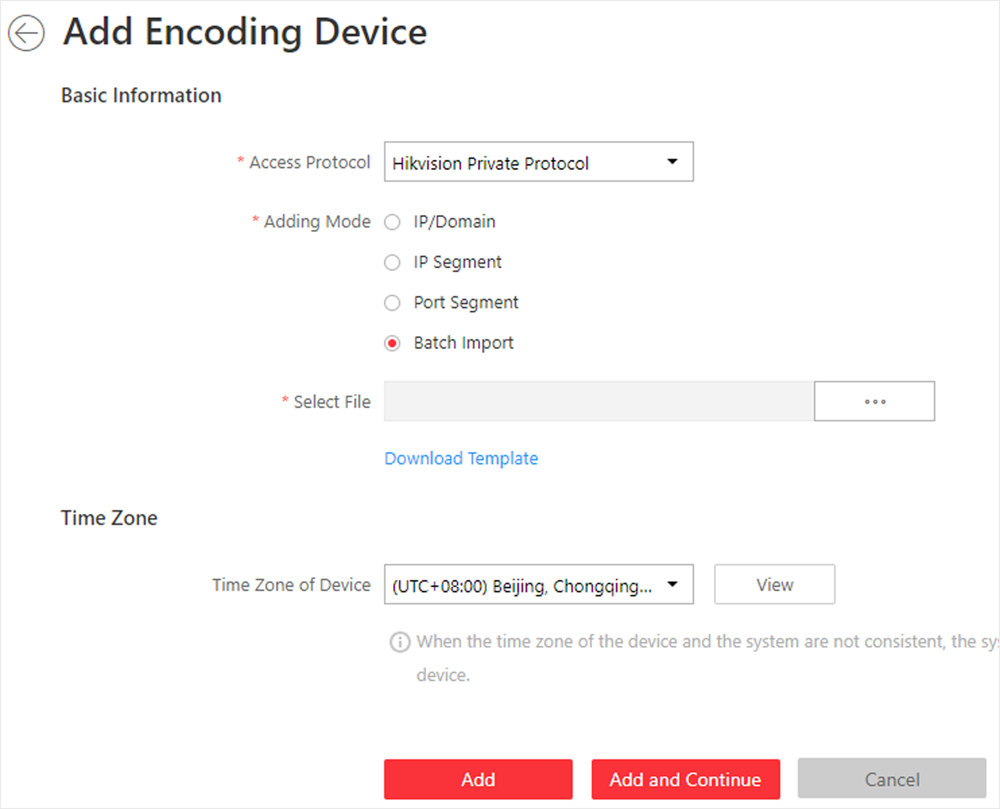 Add Encoding Device
Basic Information
* Access Protocol Hikvision Private Protocol
* Adding Mode IP/Domain
IP Segment
Port Segment
Batch Import
* Select File
Download Template
Time Zone
Time Zone of Device (UTC+08:00) Beijing, Chongqing... View
When the time zone of the device and the system are not consistent, the
device.
Add Add and Continue Cancel